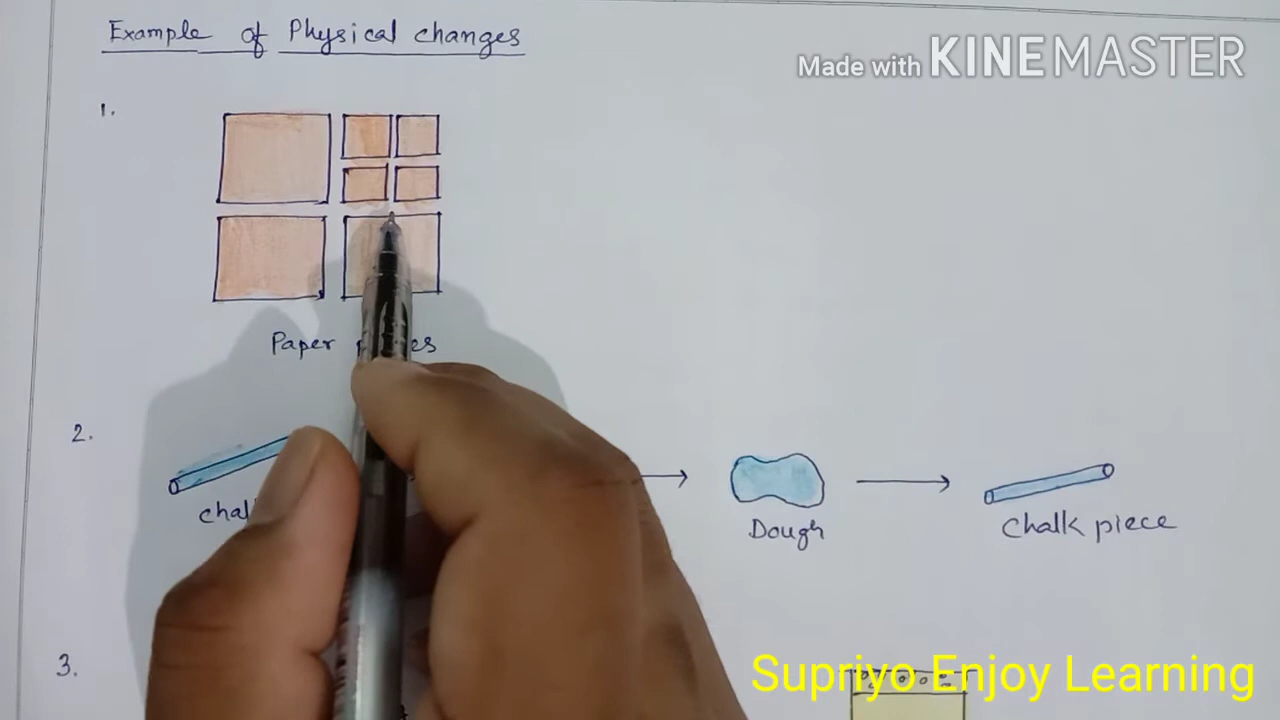 Example of Physical changes
Made with KINEMASTER
1.
Paper
2.
Dough
Chalk piece
3.
Supriyo Enjoy Learning